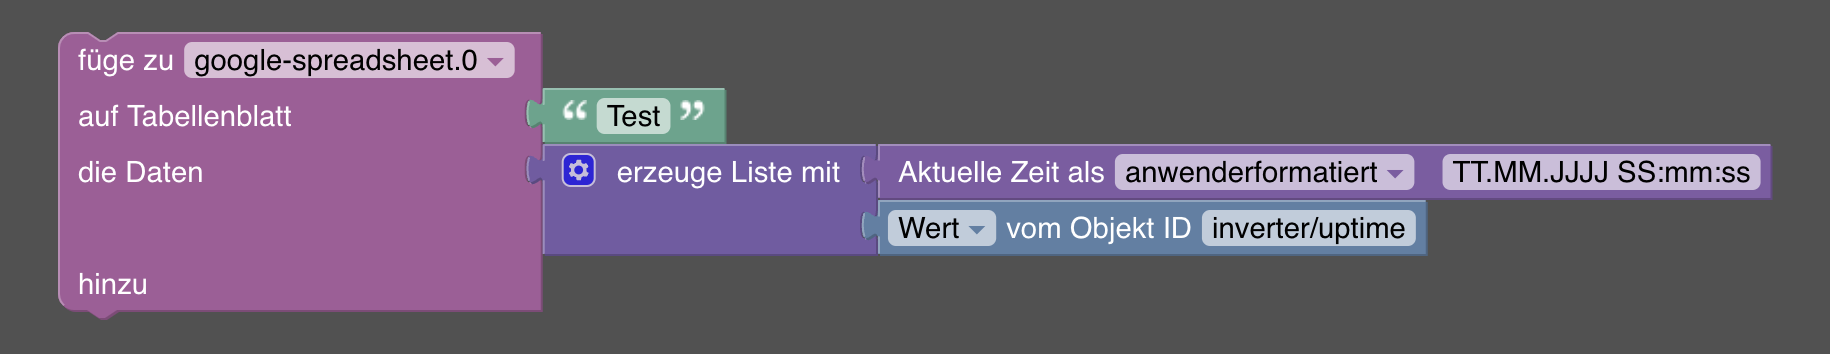 füge zu google-spreadsheet.0
auf Tabellenblatt “ Test ”
die Daten erzeuge Liste mit Aktuelle Zeit als anwenderformatiert TT.MM.JJJJ SS:mm:ss
Wert vom Objekt ID inverter/uptime
hinzu